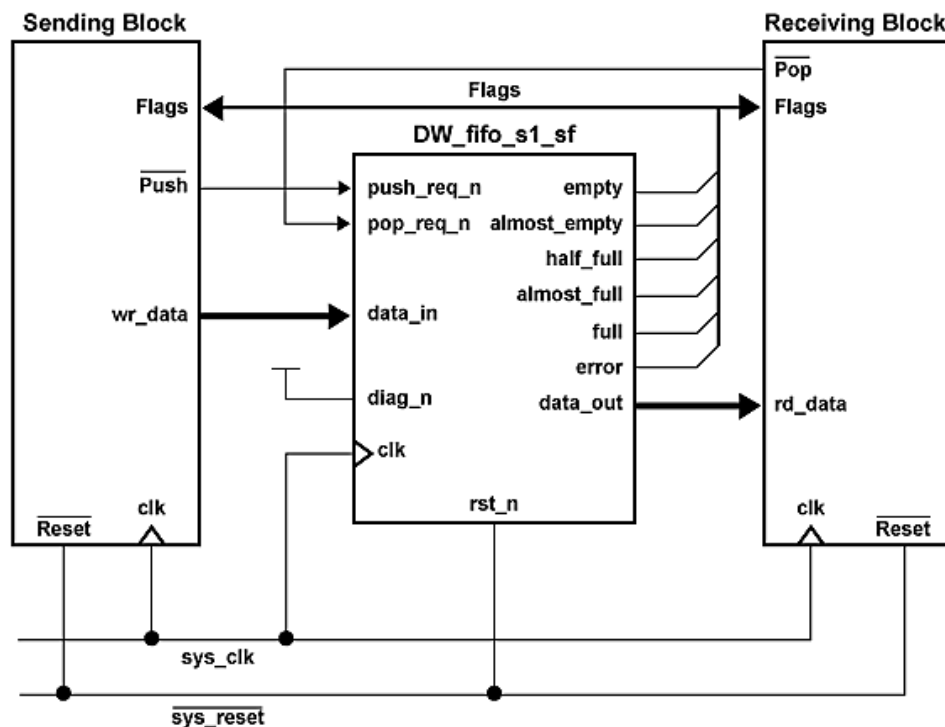 Sending Block
Receiving Block
Pop
Flags
Flags
Flags
DW_fifo_s1_sf
Push
push_req_n
empty
pop_req_n
almost_empty
half_full
almost_full
wr_data
data_in
full
error
diag_n
data_out
rd_data
clk
rst_n
clk
clk
Reset
Reset
sys_clk
sys_reset